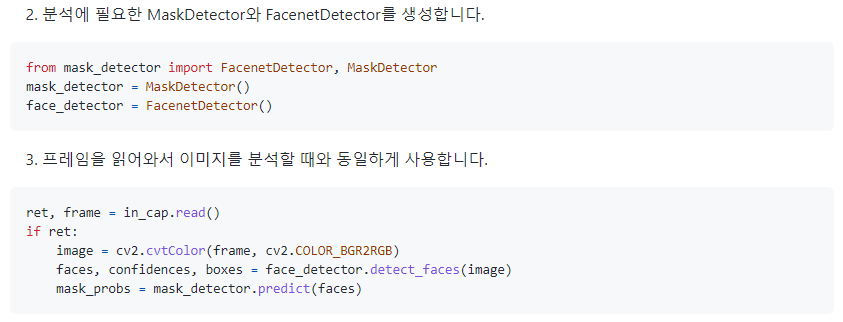 2. 분석에 필요한 MaskDetector와 FacenetDetector를 생성합니다.
from mask_detector import FacenetDetector, MaskDetector
mask_detector = MaskDetector()
face_detector = FacenetDetector()
3. 프레임을 읽어와서 이미지를 분석할 때와 동일하게 사용합니다.
ret, frame = in_cap.read()
if ret:
    image = cv2.cvtColor(frame, cv2.COLOR_BGR2RGB)
    faces, confidences, boxes = face_detector.detect_faces(image)
    mask_probs = mask_detector.predict(faces)